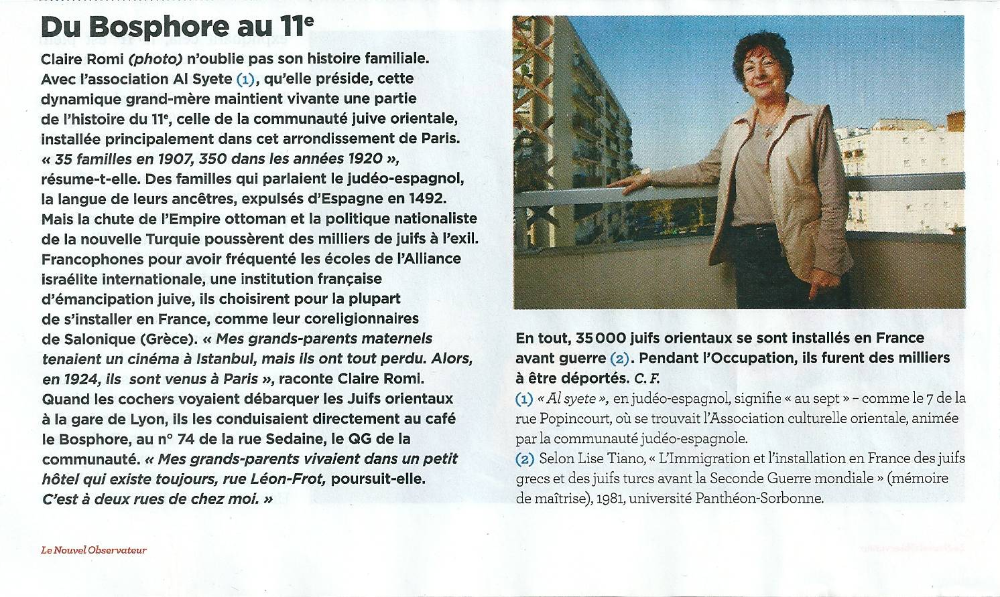 Du Bosphore au 11e
Claire Romi (photo) n'oublie pas son histoire familiale.
Avec l'association Al Syete (1), qu'elle préside, cette
dynamique grand-mère maintient vivante une partie
de l'histoire du 11e, celle de la communauté juive orientale,
installée principalement dans cet arrondissement de Paris.
« 35 familles en 1907, 350 dans les années 1920 »,
résume-t-elle. Des familles qui parlaient le judéo-espagnol,
la langue de leurs ancêtres, expulsés d'Espagne en 1492.
Mais la chute de l'Empire ottoman et la politique nationaliste
de la nouvelle Turquie poussèrent des milliers de juifs à l'exil.
Francophones pour avoir fréquenté les écoles de l'Alliance
israélite internationale, une institution française
d'émancipation juive, ils choisirent pour la plupart
de s'installer en France, comme leur coreligionnaires
de Salonique (Grèce). « Mes grands-parents maternels
tenaient un cinéma à Istanbul, mais ils ont tout perdu. Alors,
en 1924, ils sont venus à Paris », raconte Claire Romi.
Quand les cochers voyaient débarquer les Juifs orientaux
à la gare de Lyon, ils les conduisaient directement au café
le Bosphore, au n° 74 de la rue Sedaine, le QG de la
communauté. « Mes grands-parents vivaient dans un petit
hôtel qui existe toujours, rue Léon-Frot, poursuit-elle.
C'est à deux rues de chez moi. »
En tout, 35 000 juifs orientaux se sont installés en France
avant guerre (2). Pendant l'Occupation, ils furent des milliers
à être déportés. C. F.
(1) « Al syete », en judéo-espagnol, signifie « au sept » – comme le 7 de la
rue Popincourt, où se trouvait l'Association culturelle orientale, animée
par la communauté judéo-espagnole.
(2) Selon Lise Tiano, « L'Immigration et l'installation en France des juifs
grecs et des juifs turcs avant la Seconde Guerre mondiale » (mémoire
de maîtrise), 1981, université Panthéon-Sorbonne.
Le Nouvel Observateur